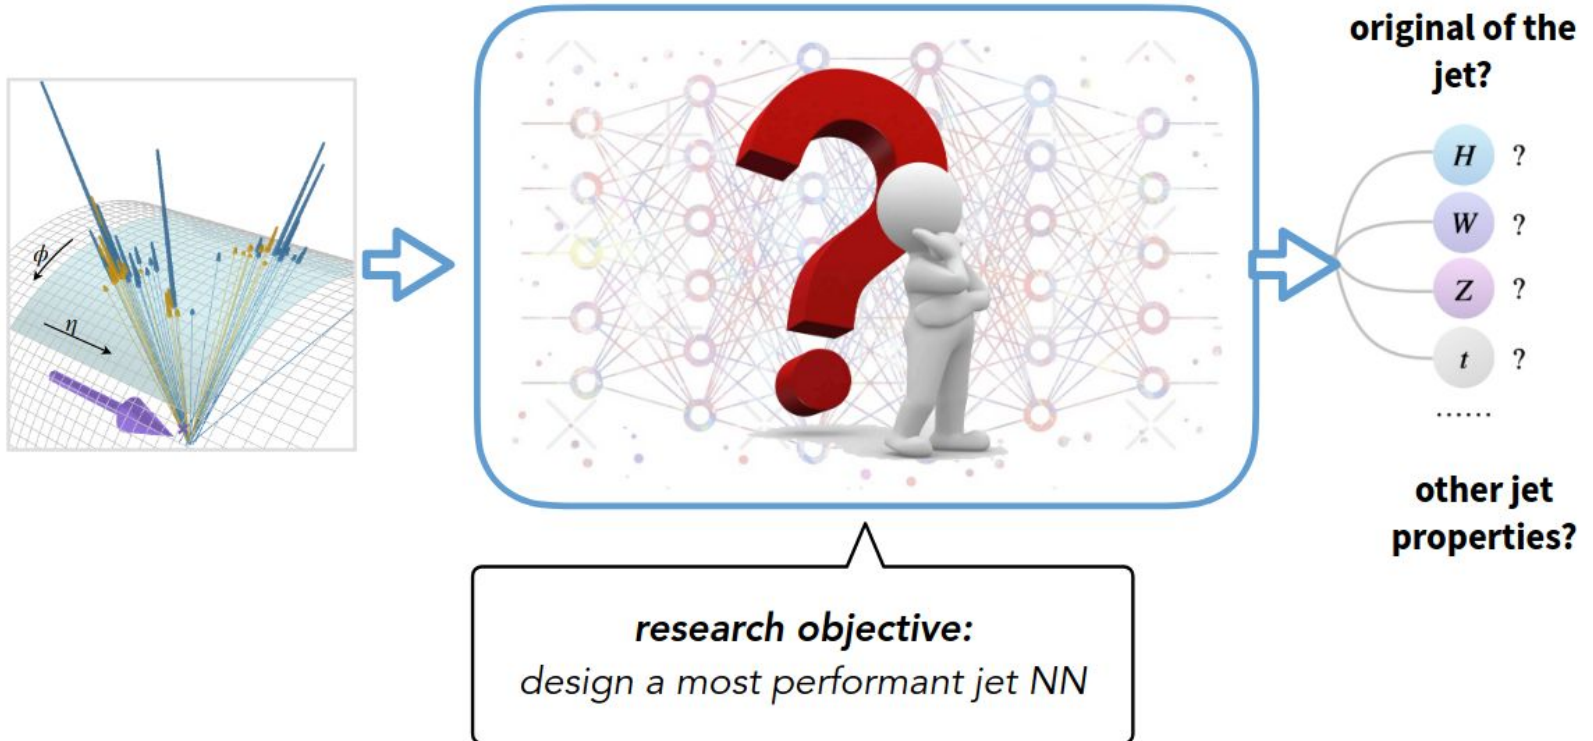 original of the
jet?
ϕ
η
H ?
W ?
Z ?
t ?
......
other jet
properties?
research objective:
design a most performant jet NN